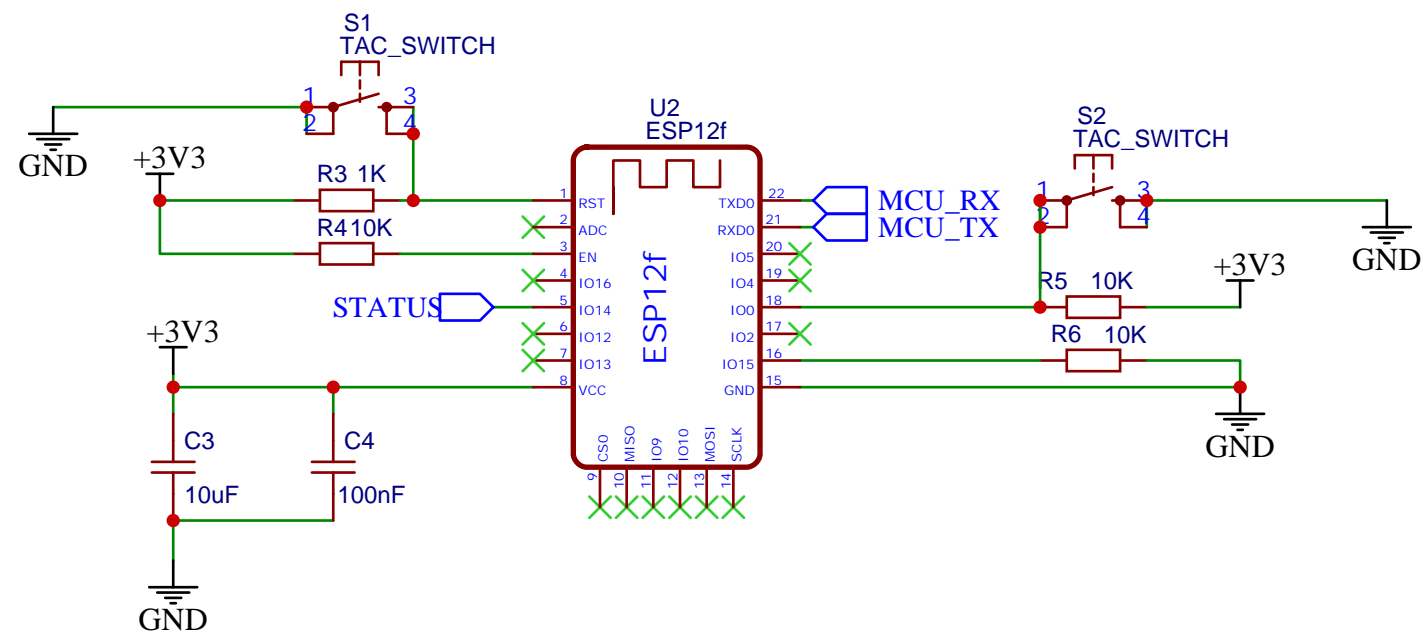 S1
TAC_SWITCH
1
2
3
4
GND
+3V3
R3 1K
R4 10K
STATUS
+3V3
C3
10uF
C4
100nF
GND
U2
ESP12f
ESP12f
1 RST
2 ADC
3 EN
4 IO16
5 IO14
6 IO12
7 IO13
8 VCC
9 CS0
10 MISO
11 IO9
12 IO10
13 MOSI
14 SCLK
TXD0 22
RXD0 21
IO5 20
IO4 19
IO0 18
IO2 17
IO15 16
GND 15
MCU_RX
MCU_TX
S2
TAC_SWITCH
1
2
3
4
GND
+3V3
R5 10K
R6 10K
GND